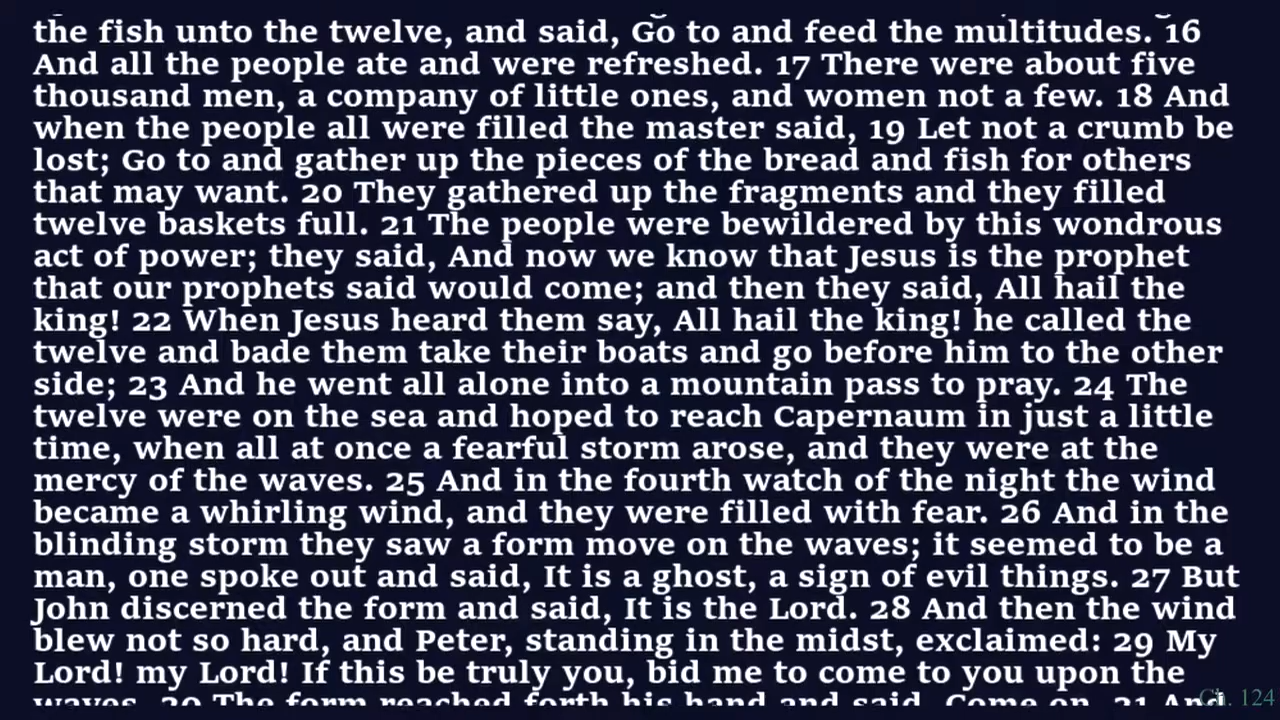 the fish unto the twelve, and said, Go to and feed the multitudes. 16
And all the people ate and were refreshed. 17 There were about five
thousand men, a company of little ones, and women not a few. 18 And
when the people all were filled the master said, 19 Let not a crumb be
lost; Go to and gather up the pieces of the bread and fish for others
that may want. 20 They gathered up the fragments and they filled
twelve baskets full. 21 The people were bewildered by this wondrous
act of power; they said, And now we know that Jesus is the prophet
that our prophets said would come; and then they said, All hail the
king! 22 When Jesus heard them say, All hail the king! he called the
twelve and bade them take their boats and go before him to the other
side; 23 And he went all alone into a mountain pass to pray. 24 The
twelve were on the sea and hoped to reach Capernaum in just a little
time, when all at once a fearful storm arose, and they were at the
mercy of the waves. 25 And in the fourth watch of the night the wind
became a whirling wind, and they were filled with fear. 26 And in the
blinding storm they saw a form move on the waves; it seemed to be a
man, one spoke out and said, It is a ghost, a sign of evil things. 27 But
John discerned the form and said, It is the Lord. 28 And then the wind
blew not so hard, and Peter, standing in the midst, exclaimed: 29 My
Lord! my Lord! If this be truly you, bid me to come to you upon the
waves. 30 The form reached forth his hand and said, Come on. 31 And
Ch. 124